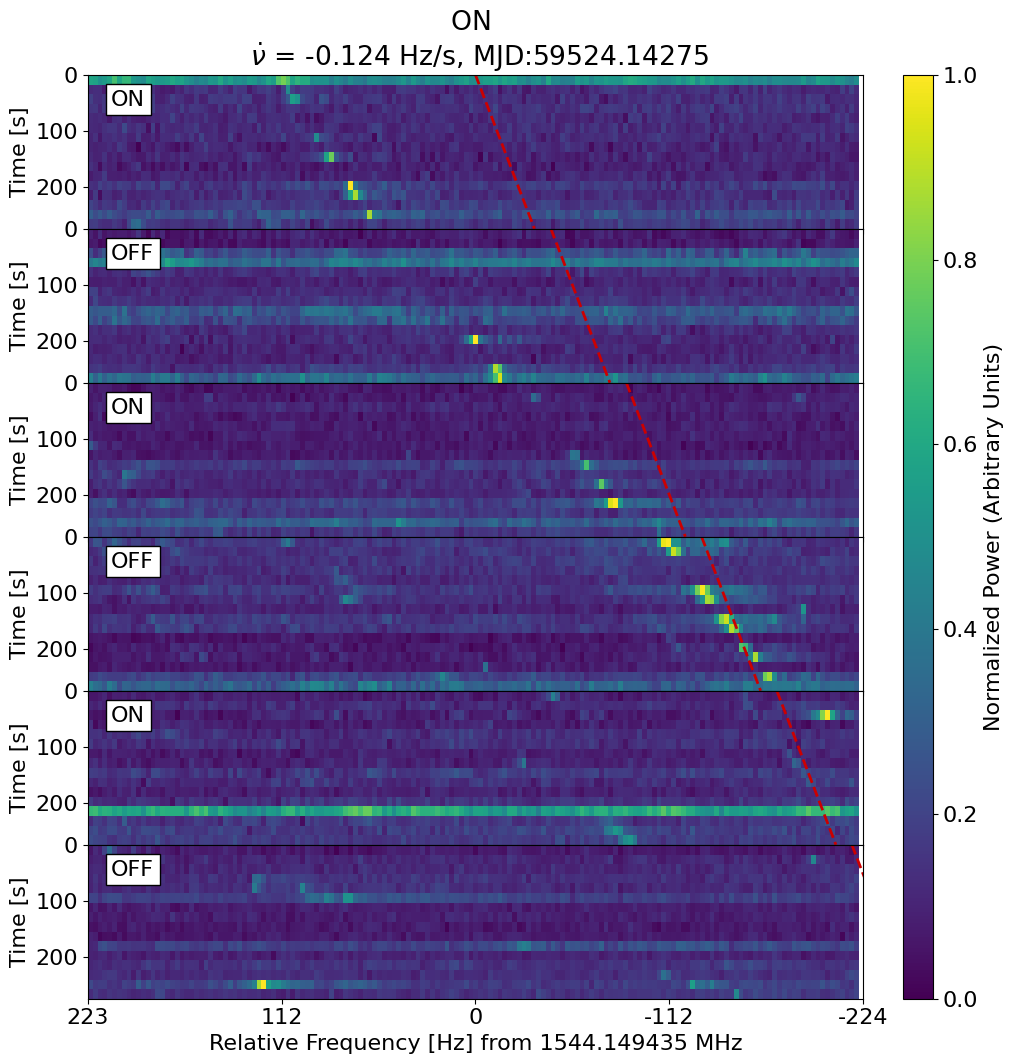 ON
ν̇ = -0.124 Hz/s, MJD:59524.14275
0
100
200
Time [s]
ON
0
100
200
Time [s]
OFF
0
100
200
Time [s]
ON
0
100
200
Time [s]
OFF
0
100
200
Time [s]
ON
0
100
200
Time [s]
OFF
223 112 0 -112 -224
Relative Frequency [Hz] from 1544.149435 MHz
1.0
0.8
0.6
0.4
0.2
0.0
Normalized Power (Arbitrary Units)